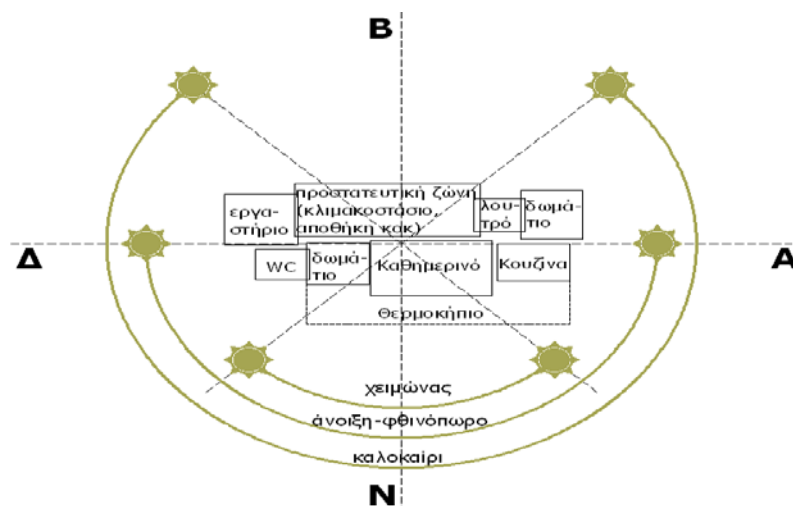 Β
προστατευτική ζώνη
(κλιμακοστάσιο,
αποθήκη κακ)
εργα-
στήριο
λου-
τρό
δωμά-
τιο
Δ
Α
WC
δωμά-
τιο
Καθημερινό
Κουζίνα
Θερμοκήπιο
χειμώνας
άνοιξη-φθινόπωρο
καλοκαίρι
Ν